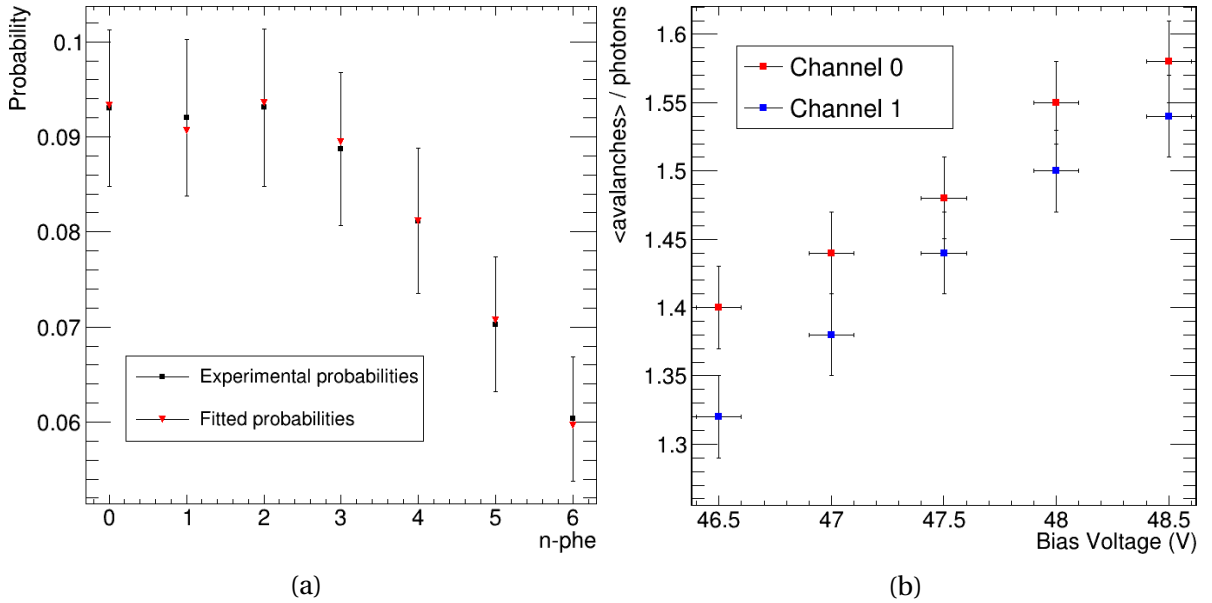 Probability
0.1
0.09
0.08
0.07
0.06
Experimental probabilities
Fitted probabilities
0 1 2 3 4 5 6
n-phe
(a)
<avalanches> / photons
1.6
1.55
1.5
1.45
1.4
1.35
1.3
Channel 0
Channel 1
46.5 47 47.5 48 48.5
Bias Voltage (V)
(b)